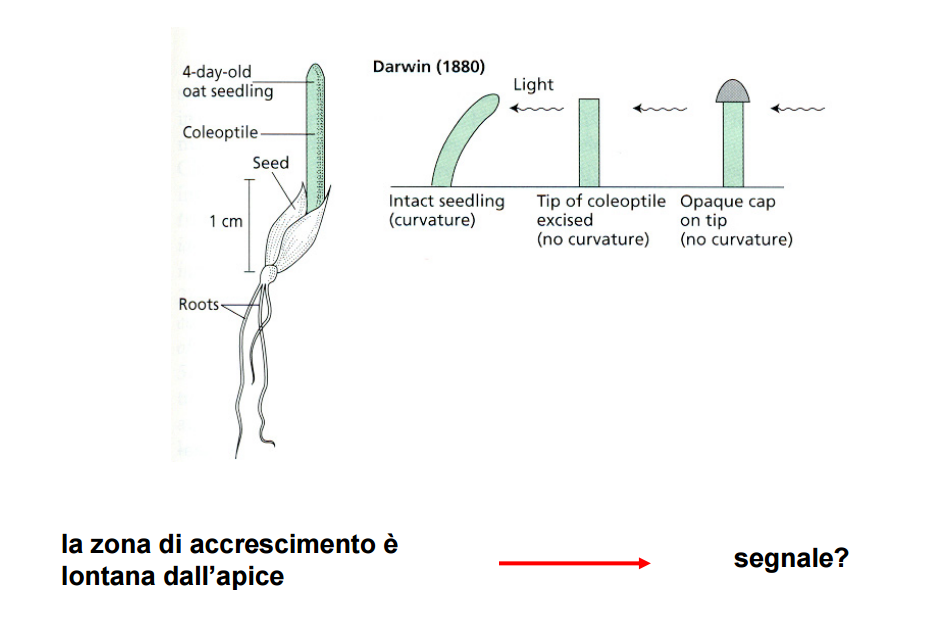 4-day-old
oat seedling
Coleoptile
Seed
1 cm
Roots
Darwin (1880)
Light
Intact seedling
(curvature)
Tip of coleoptile
excised
(no curvature)
Opaque cap
on tip
(no curvature)
la zona di accrescimento è
lontana dall'apice
segnale?